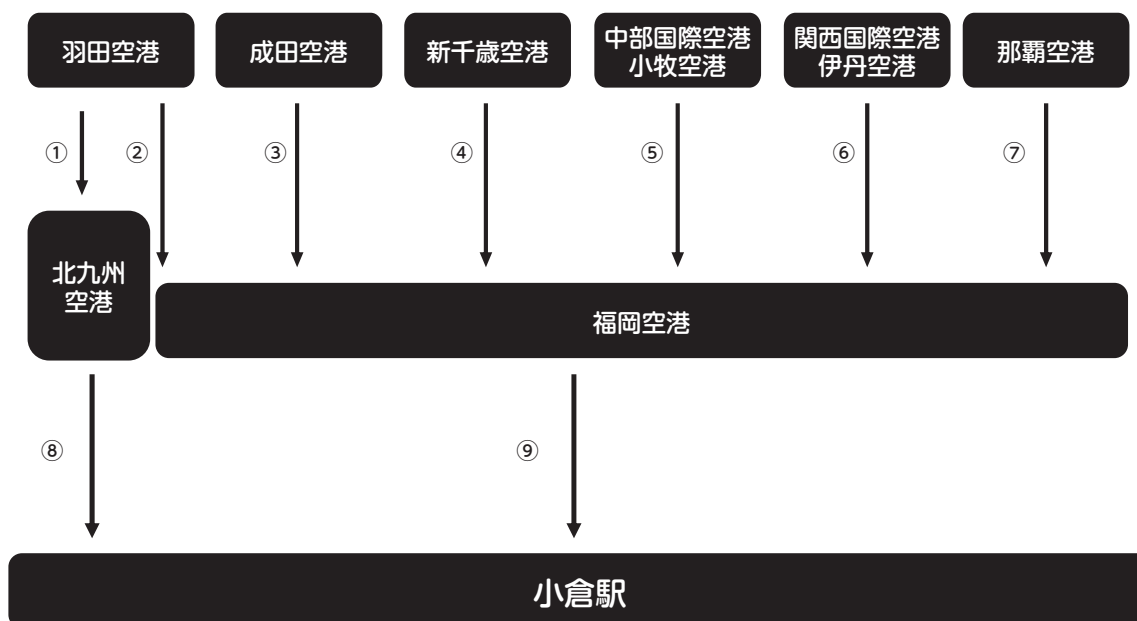 羽田空港
成田空港
新千歳空港
中部国際空港
小牧空港
関西国際空港
伊丹空港
那覇空港
①
②
③
④
⑤
⑥
⑦
北九州
空港
福岡空港
⑧
⑨
小倉駅